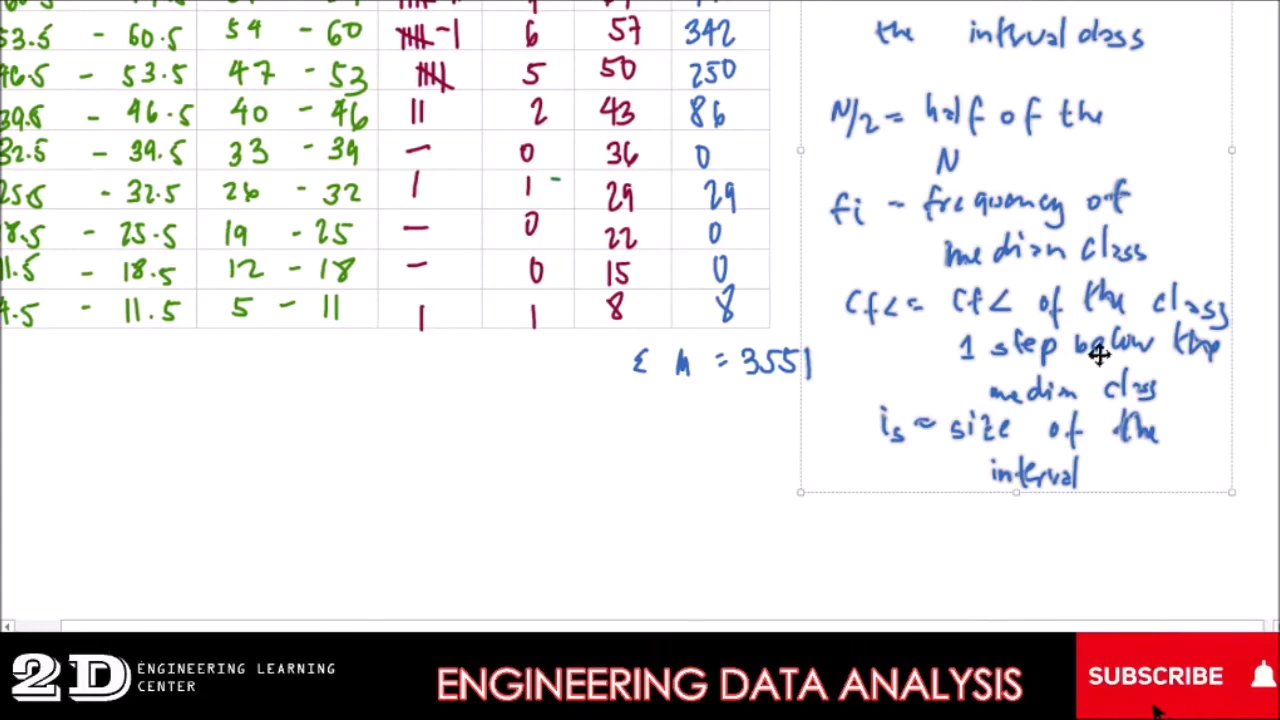 53.5 - 60.5 54 - 60 6 57 342
46.5 - 53.5 47 - 53 5 50 250
39.5 - 46.5 40 - 46 2 43 86
32.5 - 39.5 33 - 39 - 0 36 0
25.5 - 32.5 26 - 32 1 29 29
18.5 - 25.5 19 - 25 - 0 22 0
11.5 - 18.5 12 - 18 - 0 15 0
4.5 - 11.5 5 - 11 1 8 8
Σ M = 3551
the interval class
N/2 = half of the
N
fi - frequency of
median class
Cf< = Cf< of the class
1 step below the
median class
is = size of the
interval
2D ENGINEERING LEARNING
CENTER
ENGINEERING DATA ANALYSIS
SUBSCRIBE